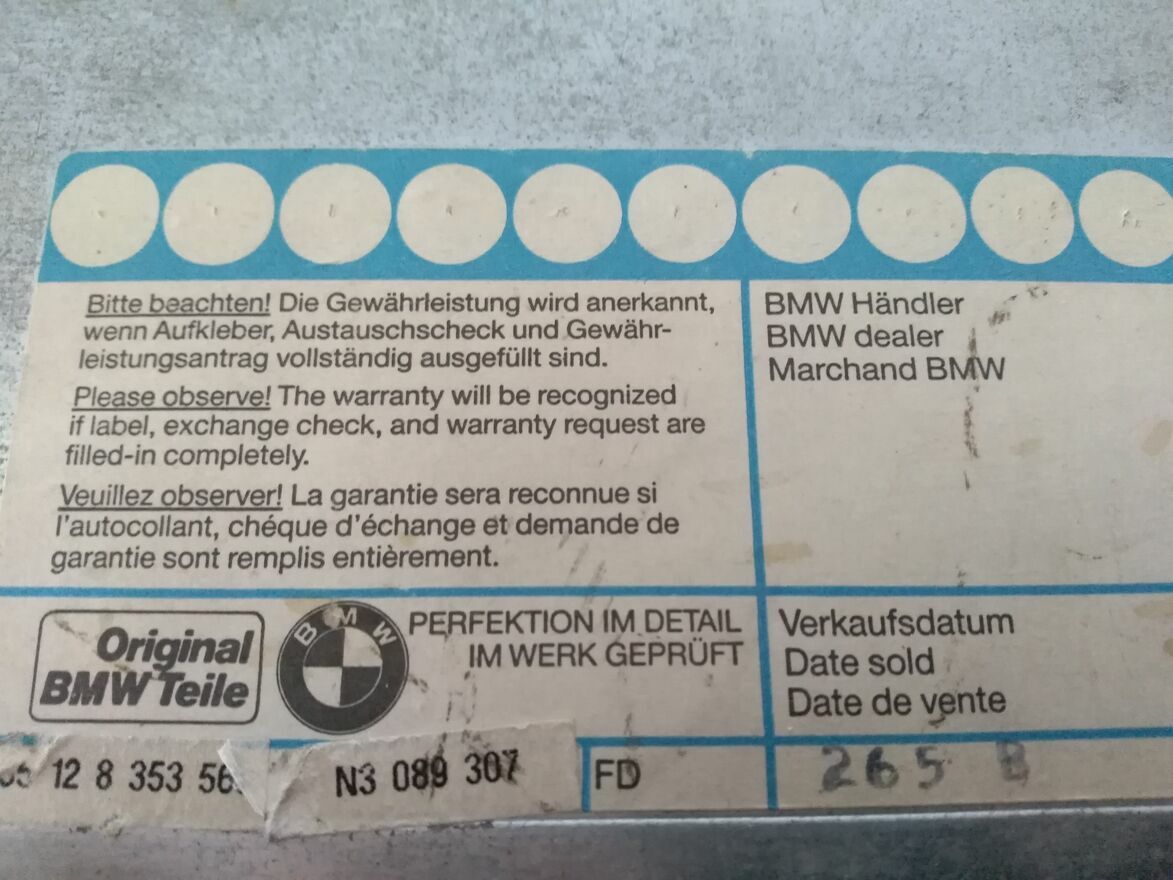 Bitte beachten! Die Gewährleistung wird anerkannt,
wenn Aufkleber, Austauschscheck und Gewähr-
leistungsantrag vollständig ausgefüllt sind.
Please observe! The warranty will be recognized
if label, exchange check, and warranty request are
filled-in completely.
Veuillez observer! La garantie sera reconnue si
l'autocollant, chéque d'échange et demande de
garantie sont remplis entièrement.
BMW Händler
BMW dealer
Marchand BMW
Original
BMW Teile
BMW
PERFEKTION IM DETAIL
IM WERK GEPRÜFT
Verkaufsdatum
Date sold
Date de vente
12 8 353
N3 089 307
FD
265 B